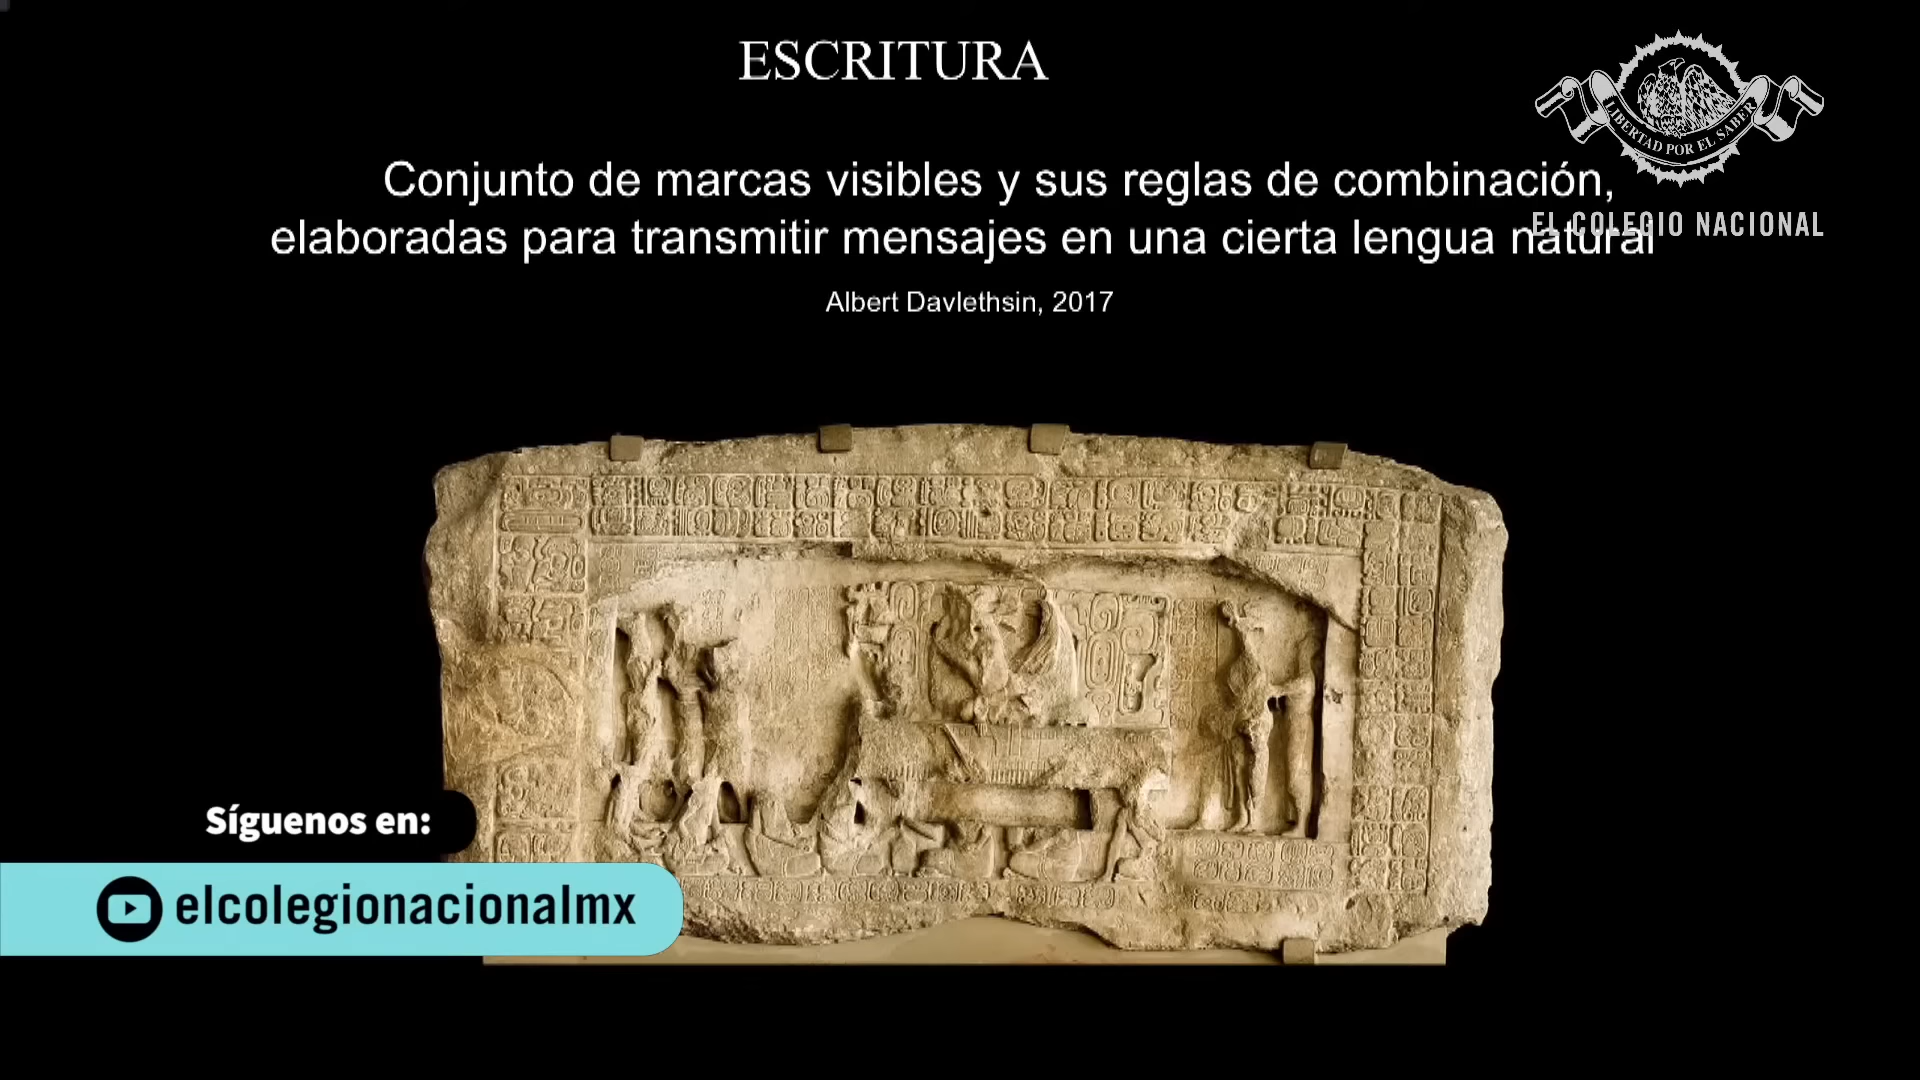 ESCRITURA
LIBERTAD POR EL SABER
EL COLEGIO NACIONAL
Conjunto de marcas visibles y sus reglas de combinación,
elaboradas para transmitir mensajes en una cierta lengua natural
Albert Davlethsin, 2017
Síguenos en:
elcolegionacionalmx